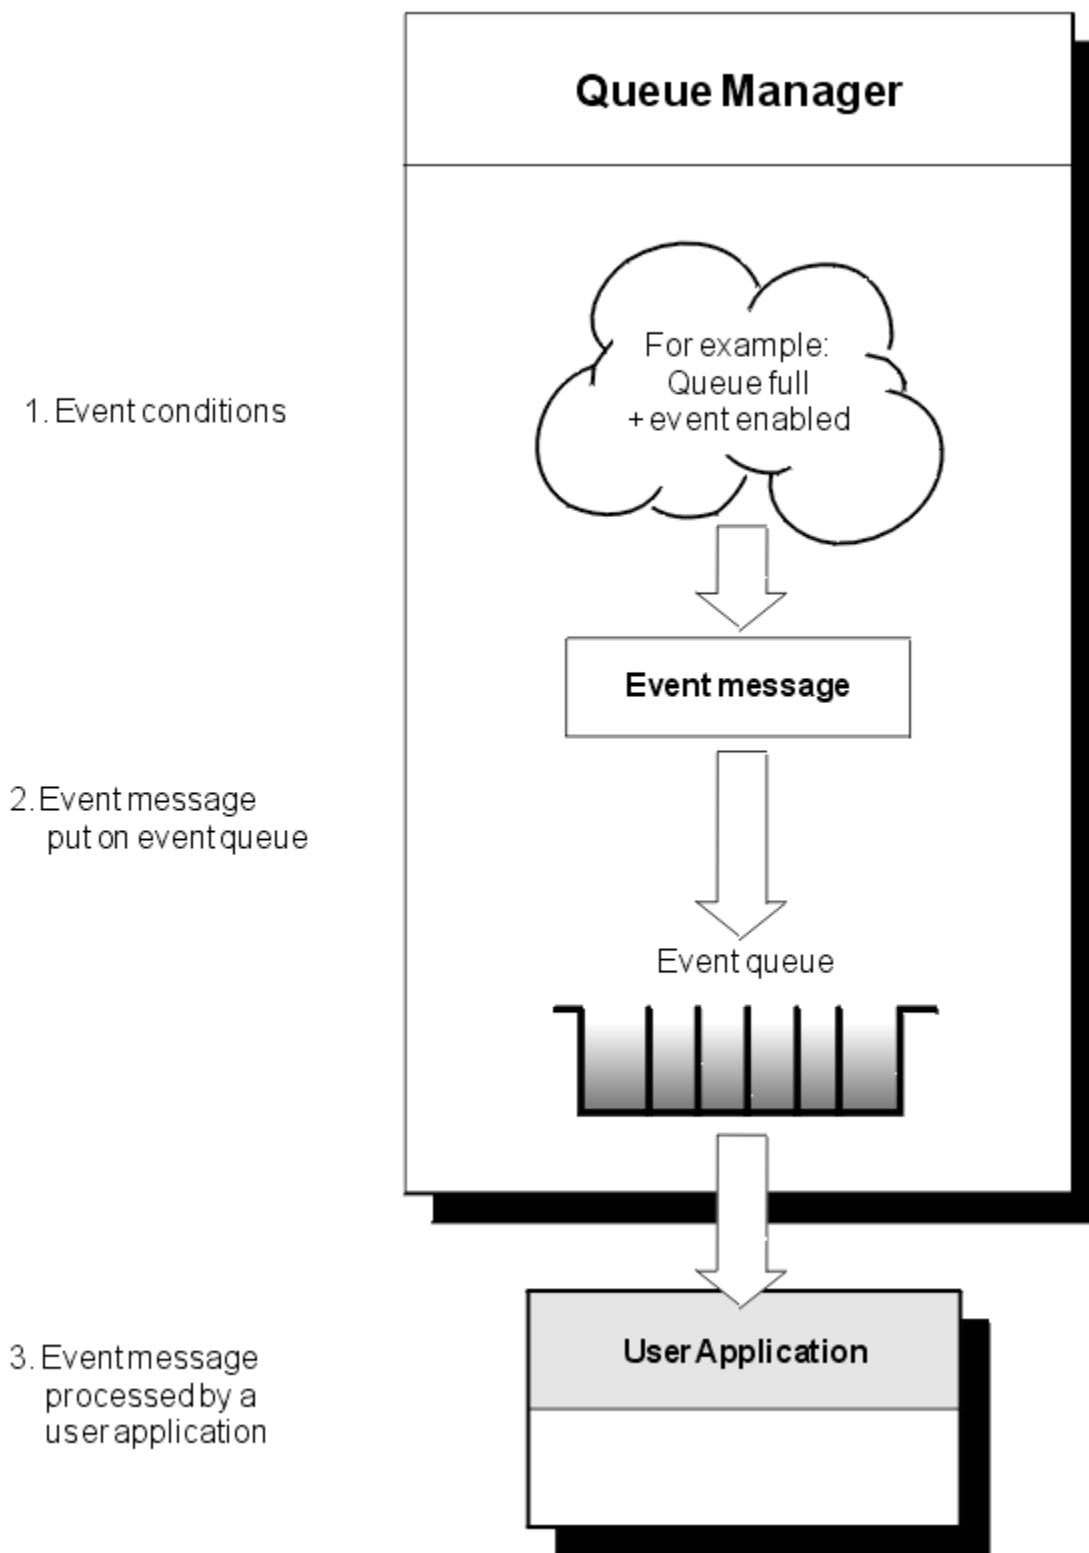 Queue Manager
For example:
Queue full
+ event enabled
1. Event conditions
Event message
2. Event message
put on event queue
Event queue
User Application
3. Event message
processed by a
user application